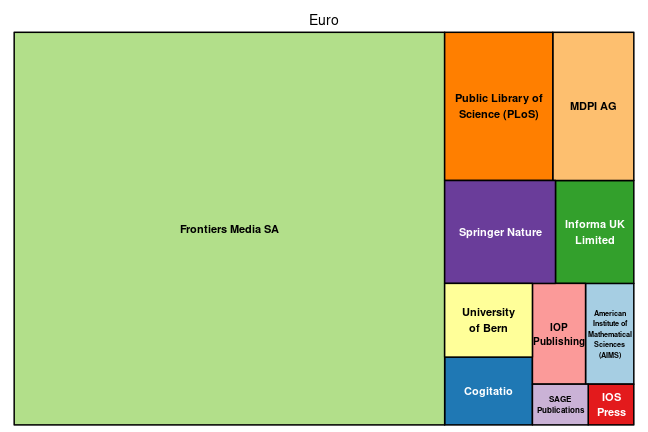 Euro
Frontiers Media SA
Public Library of
Science (PLoS)
MDPI AG
Springer Nature
Informa UK
Limited
University
of Bern
IOP
Publishing
American
Institute of
Mathematical
Sciences
(AIMS)
Cogitatio
SAGE
Publications
IOS
Press